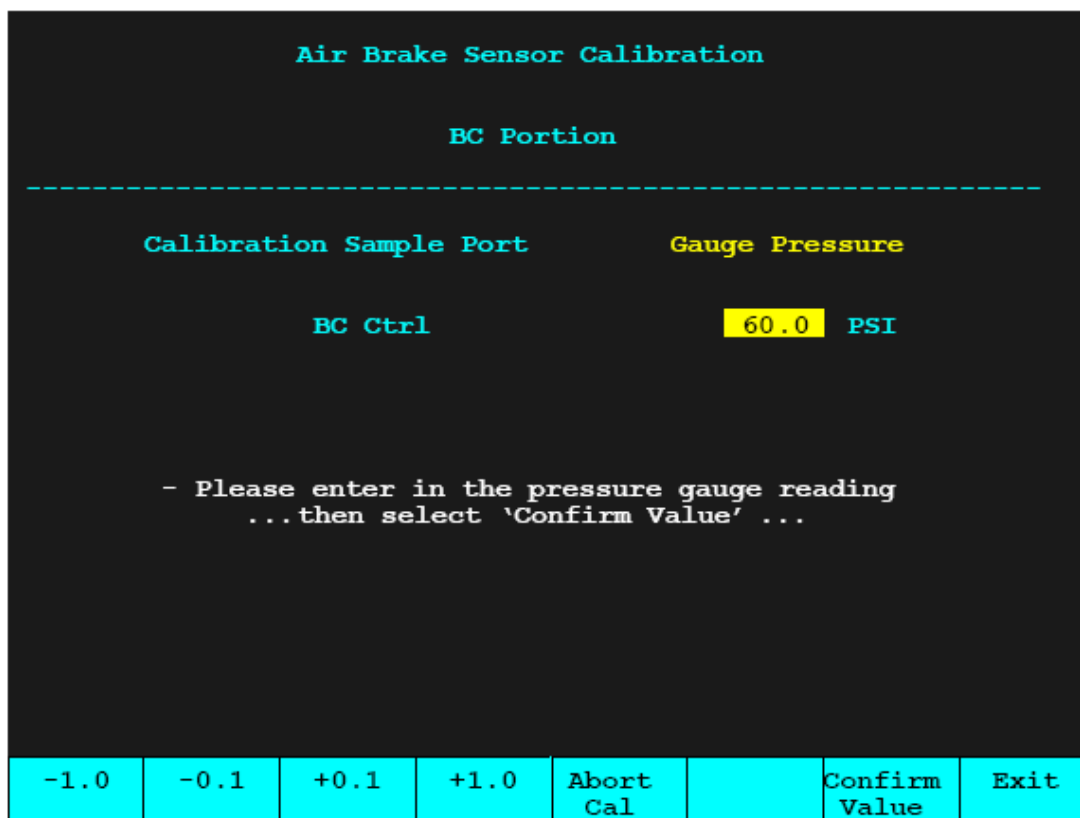 Air Brake Sensor Calibration
BC Portion
---------------------------------------------------------------
Calibration Sample Port Gauge Pressure
BC Ctrl 60.0 PSI
- Please enter in the pressure gauge reading
...then select ‘Confirm Value’ ...
-1.0 -0.1 +0.1 +1.0 Abort Cal Confirm Value Exit